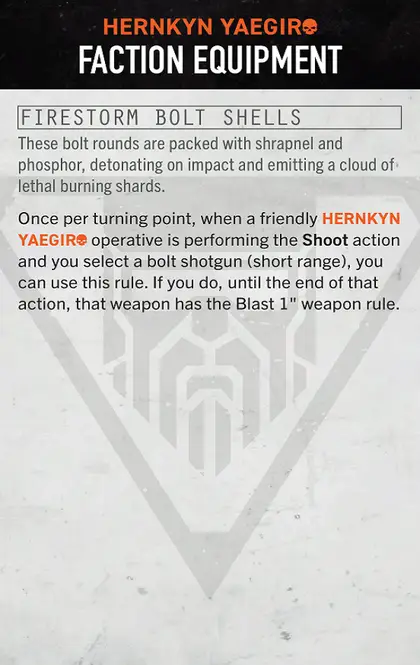 HERNKYN YAEGIR
FACTION EQUIPMENT
FIRESTORM BOLT SHELLS
These bolt rounds are packed with shrapnel and
phosphor, detonating on impact and emitting a cloud of
lethal burning shards.
Once per turning point, when a friendly HERNKYN
YAEGIR operative is performing the Shoot action
and you select a bolt shotgun (short range), you
can use this rule. If you do, until the end of that
action, that weapon has the Blast 1" weapon rule.